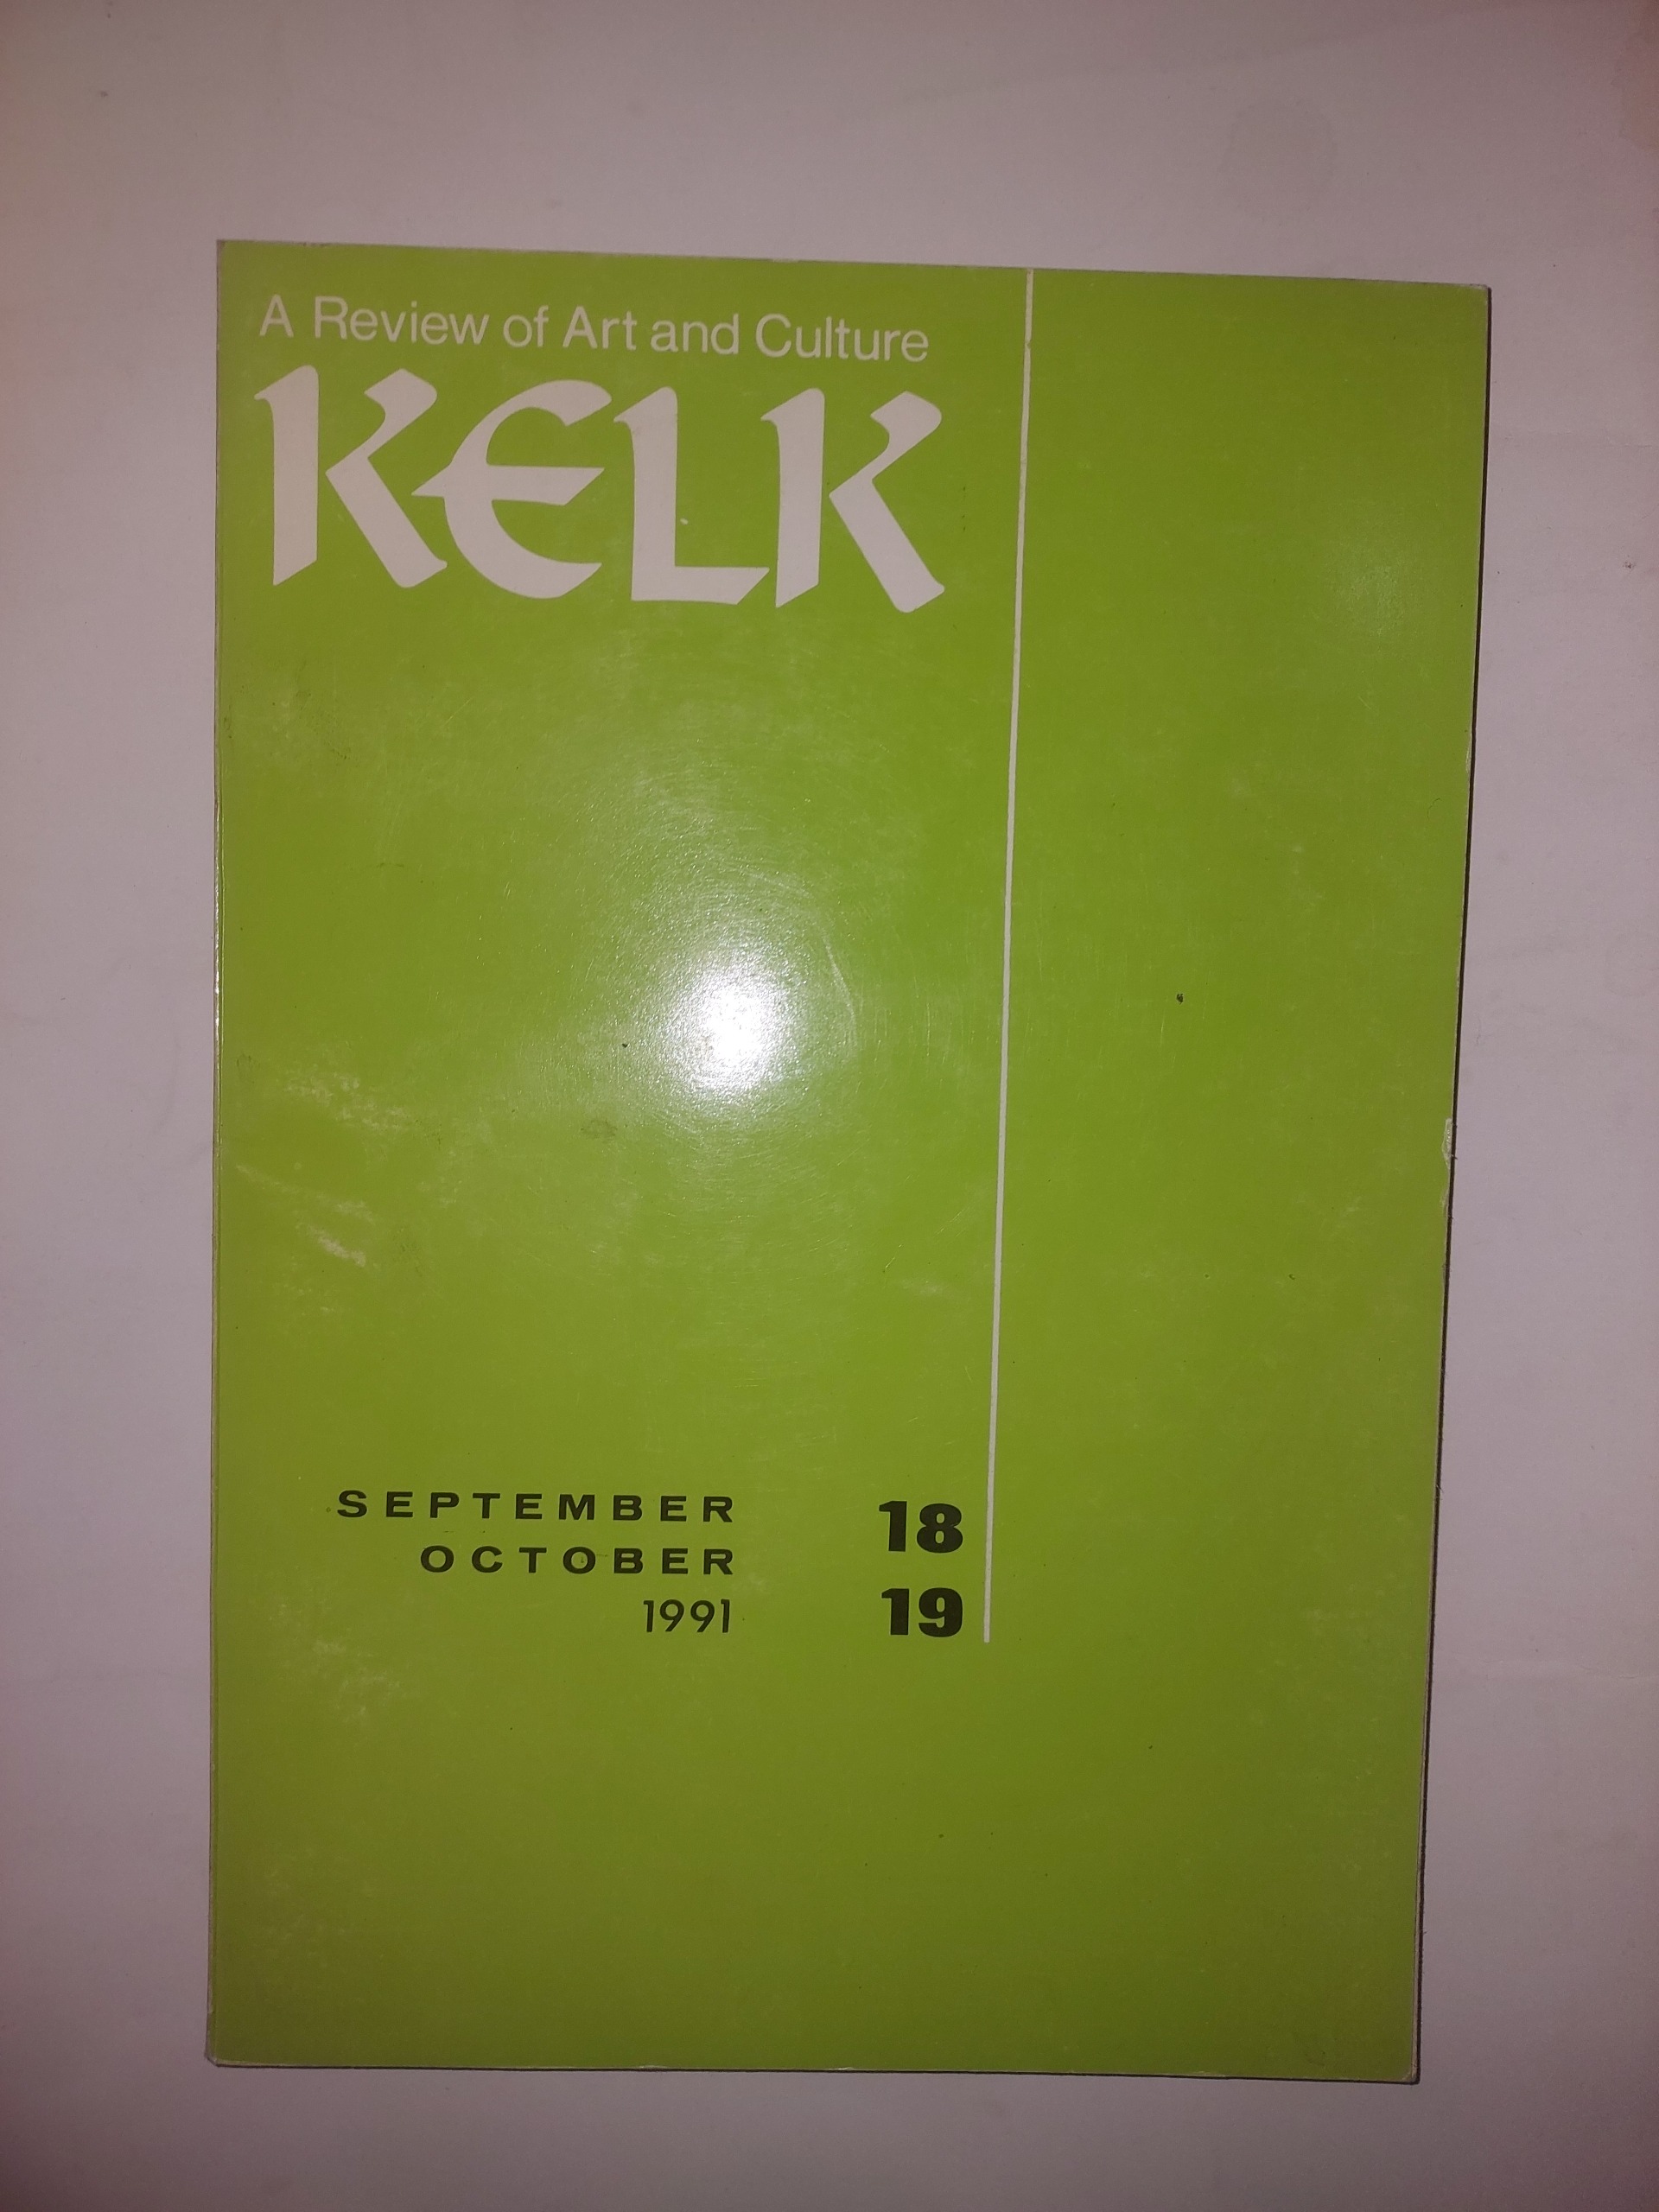 A Review of Art and Culture
KELK
SEPTEMBER
OCTOBER
1991
18
19